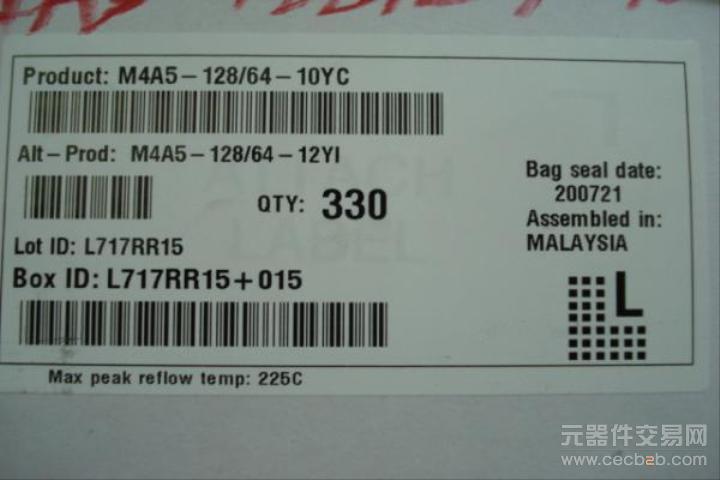 Product: M4A5-128/64-10YC
Alt-Prod: M4A5-128/64-12YI
QTY: 330
Bag seal date:
200721
Assembled in:
MALAYSIA
Lot ID: L717RR15
Box ID: L717RR15+015
L
Max peak reflow temp: 225C
ATTACH
LABEL
元器件交易网
www.cecb2b.com